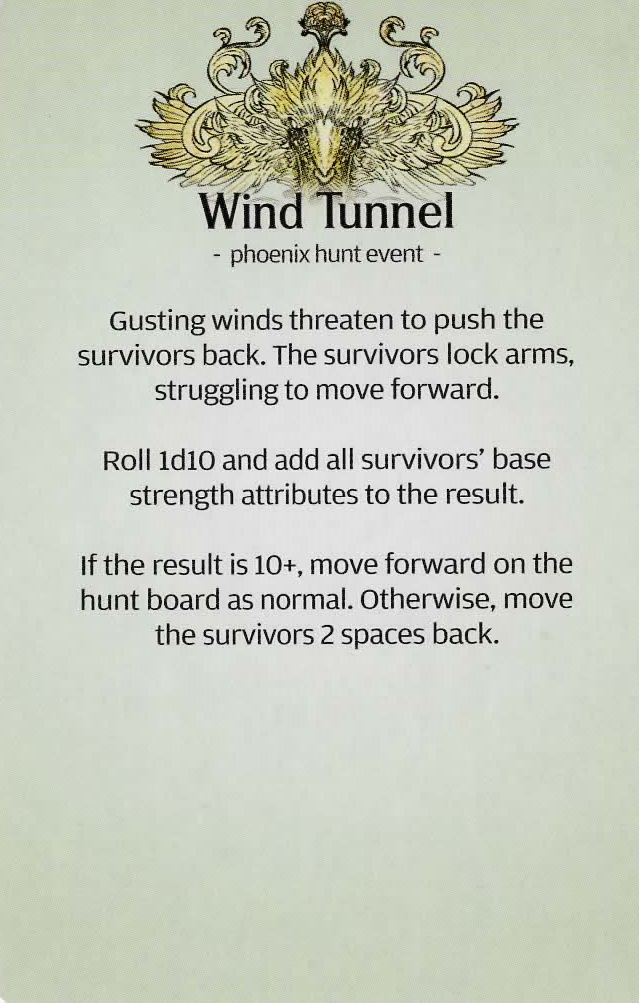 Wind Tunnel
- phoenix hunt event -
Gusting winds threaten to push the
survivors back. The survivors lock arms,
struggling to move forward.
Roll 1d10 and add all survivors’ base
strength attributes to the result.
If the result is 10+, move forward on the
hunt board as normal. Otherwise, move
the survivors 2 spaces back.